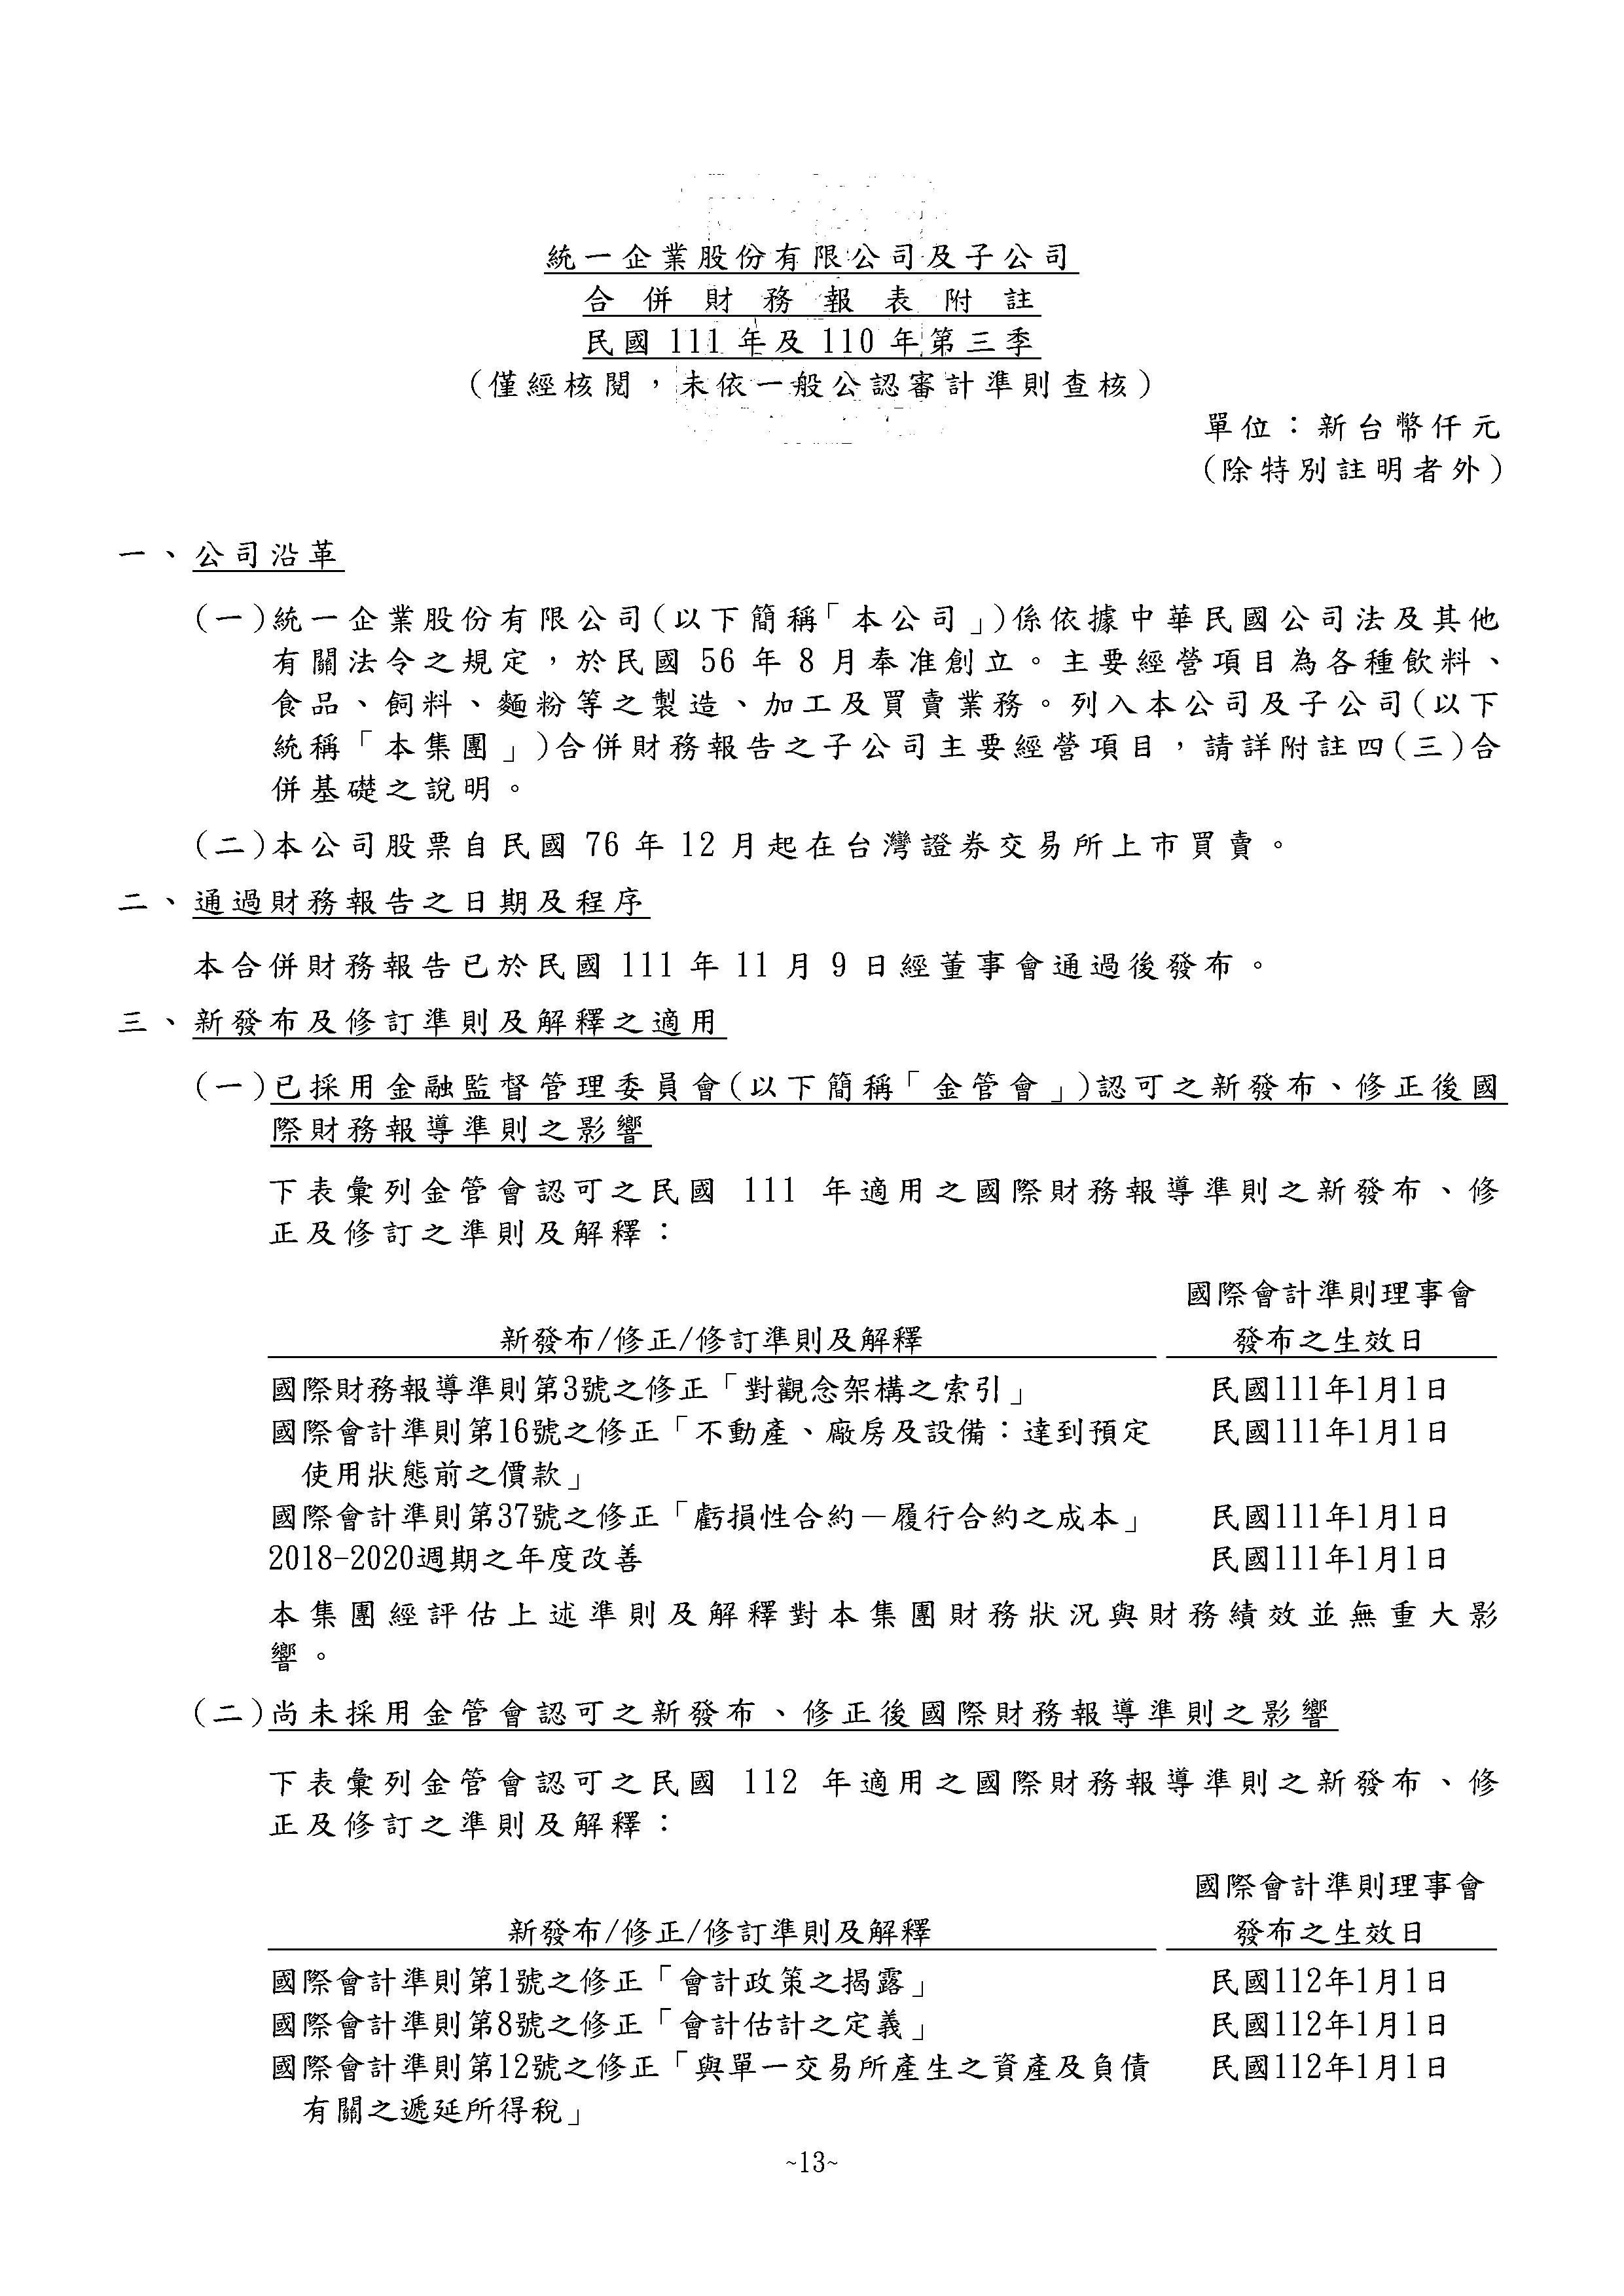 統一企業股份有限公司及子公司
合併財務報表附註
民國 111 年及 110 年第三季
(僅經核閱，未依一般公認審計準則查核)
單位：新台幣仟元
(除特別註明者外)
一、公司沿革
(一)統一企業股份有限公司(以下簡稱「本公司」)係依據中華民國公司法及其他
有關法令之規定，於民國 56 年 8 月奉准創立。主要經營項目為各種飲料、
食品、飼料、麵粉等之製造、加工及買賣業務。列入本公司及子公司(以下
統稱「本集團」)合併財務報告之子公司主要經營項目，請詳附註四(三)合
併基礎之說明。
(二)本公司股票自民國 76 年 12 月起在台灣證券交易所上市買賣。
二、通過財務報告之日期及程序
本合併財務報告已於民國 111 年 11 月 9 日經董事會通過後發布。
三、新發布及修訂準則及解釋之適用
(一)已採用金融監督管理委員會(以下簡稱「金管會」)認可之新發布、修正後國
際財務報導準則之影響
下表彙列金管會認可之民國 111 年適用之國際財務報導準則之新發布、修
正及修訂之準則及解釋：
國際會計準則理事會
新發布/修正/修訂準則及解釋 發布之生效日
國際財務報導準則第3號之修正「對觀念架構之索引」 民國111年1月1日
國際會計準則第16號之修正「不動產、廠房及設備：達到預定 民國111年1月1日
使用狀態前之價款」
國際會計準則第37號之修正「虧損性合約－履行合約之成本」 民國111年1月1日
2018-2020週期之年度改善 民國111年1月1日
本集團經評估上述準則及解釋對本集團財務狀況與財務績效並無重大影
響。
(二)尚未採用金管會認可之新發布、修正後國際財務報導準則之影響
下表彙列金管會認可之民國 112 年適用之國際財務報導準則之新發布、修
正及修訂之準則及解釋：
國際會計準則理事會
新發布/修正/修訂準則及解釋 發布之生效日
國際會計準則第1號之修正「會計政策之揭露」 民國112年1月1日
國際會計準則第8號之修正「會計估計之定義」 民國112年1月1日
國際會計準則第12號之修正「與單一交易所產生之資產及負債 民國112年1月1日
有關之遞延所得稅」
~13~